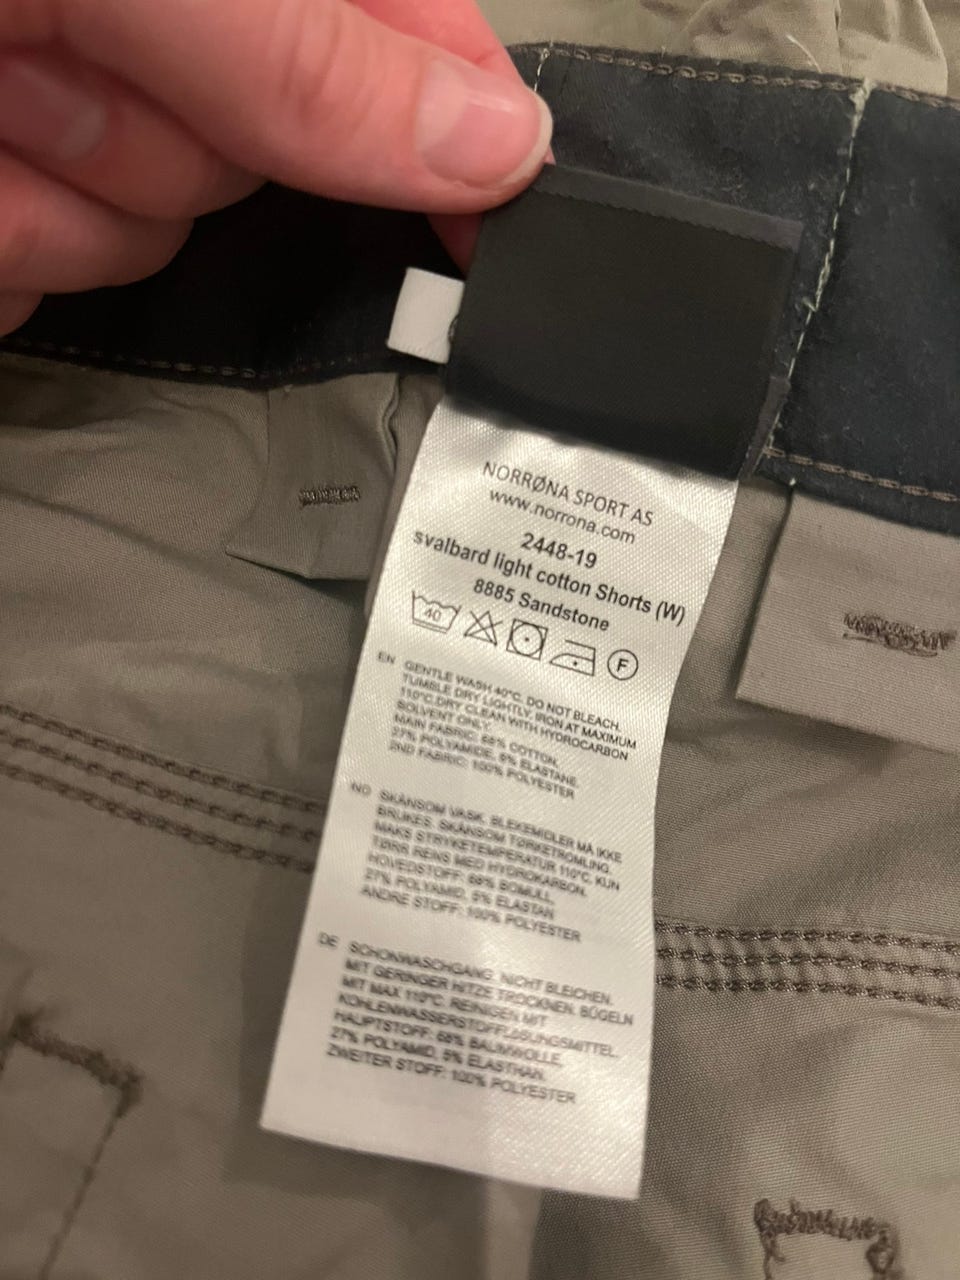 NORRØNA SPORT AS
www.norrona.com
2448-19
svalbard light cotton Shorts (W)
8885 Sandstone
40 F
EN GENTLE WASH 40°C. DO NOT BLEACH.
TUMBLE DRY LIGHTLY. IRON AT MAXIMUM
110°C.DRY CLEAN WITH HYDROCARBON
SOLVENT ONLY.
MAIN FABRIC: 68% COTTON,
27% POLYAMIDE, 5% ELASTANE
2ND FABRIC: 100% POLYESTER
NO SKÅNSOM VASK. BLEKEMIDLER MÅ IKKE
BRUKES. SKÅNSOM TØRKETROMLING.
MAKS STRYKETEMPERATUR 110°C. KUN
TØRR RENS MED HYDROKARBON.
HOVEDSTOFF: 68% BOMULL,
27% POLYAMID, 5% ELASTAN
ANDRE STOFF: 100% POLYESTER
DE SCHONWASCHGANG. NICHT BLEICHEN.
MIT GERINGER HITZE TROCKNEN. BÜGELN
MIT MAX 110°C. REINIGEN MIT
KOHLENWASSERSTOFFLÖSUNGSMITTEL.
HAUPTSTOFF: 68% BAUMWOLLE,
27% POLYAMID, 5% ELASTHAN.
ZWEITER STOFF: 100% POLYESTER